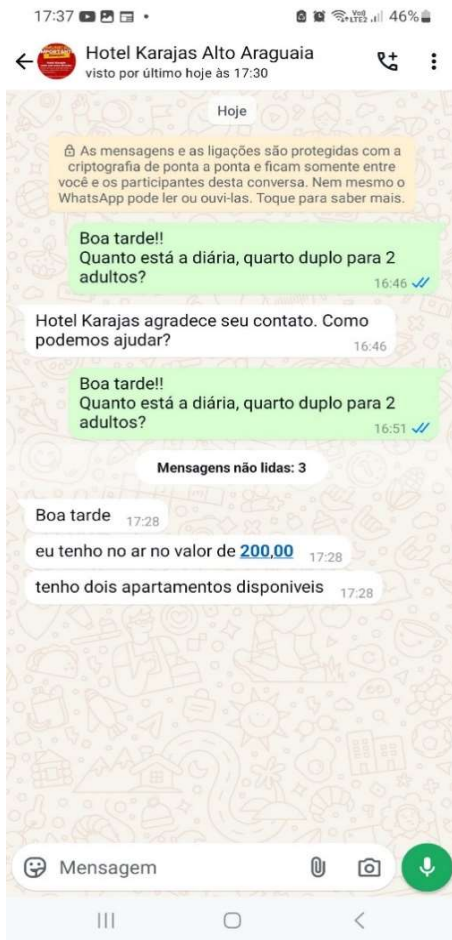 17:37
46%
Hotel Karajas Alto Araguaia
visto por último hoje às 17:30
Hoje
As mensagens e as ligações são protegidas com a
criptografia de ponta a ponta e ficam somente entre
você e os participantes desta conversa. Nem mesmo o
WhatsApp pode ler ou ouvi-las. Toque para saber mais.
Boa tarde!!
Quanto está a diária, quarto duplo para 2
adultos?
16:46
Hotel Karajas agradece seu contato. Como
podemos ajudar?
16:46
Boa tarde!!
Quanto está a diária, quarto duplo para 2
adultos?
16:51
Mensagens não lidas: 3
Boa tarde 17:28
eu tenho no ar no valor de 200,00 17:28
tenho dois apartamentos disponiveis 17:28
Mensagem